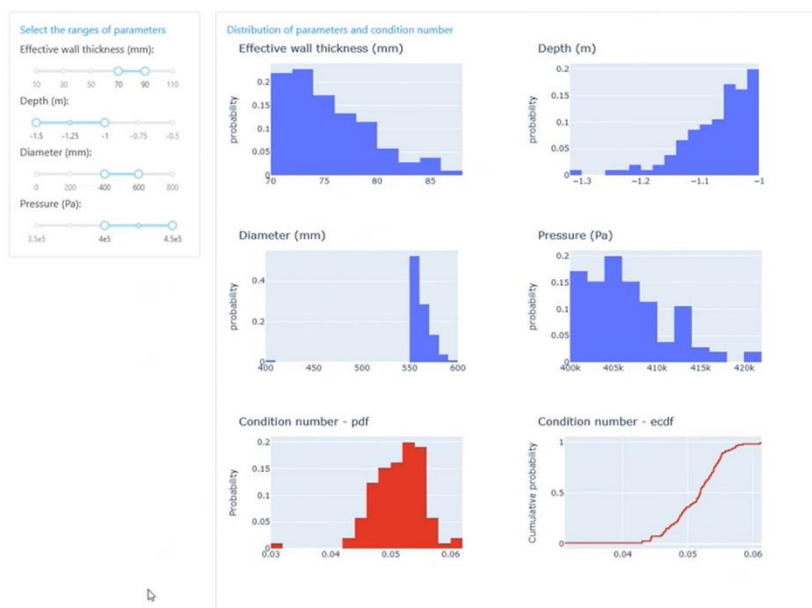 Select the ranges of parameters
Effective wall thickness (mm):
10 30 50 70 90 110
Depth (m):
-1.5 -1.25 -1 -0.75 -0.5
Diameter (mm):
0 200 400 600 800
Pressure (Pa):
3.5e5 4e5 4.5e5
Distribution of parameters and condition number
Effective wall thickness (mm)
probability
0.2
0.15
0.1
0.05
0
70 75 80 85
Depth (m)
probability
0.2
0.15
0.1
0.05
0
−1.3 −1.2 −1.1 −1
Diameter (mm)
probability
0.4
0.2
0
400 450 500 550 600
Pressure (Pa)
probability
0.2
0.15
0.1
0.05
0
400k 405k 410k 415k 420k
Condition number - pdf
Probability
0.2
0.15
0.1
0.05
0
0.03 0.04 0.05 0.06
Condition number - ecdf
Cumulative probability
1
0.5
0
0.04 0.05 0.06